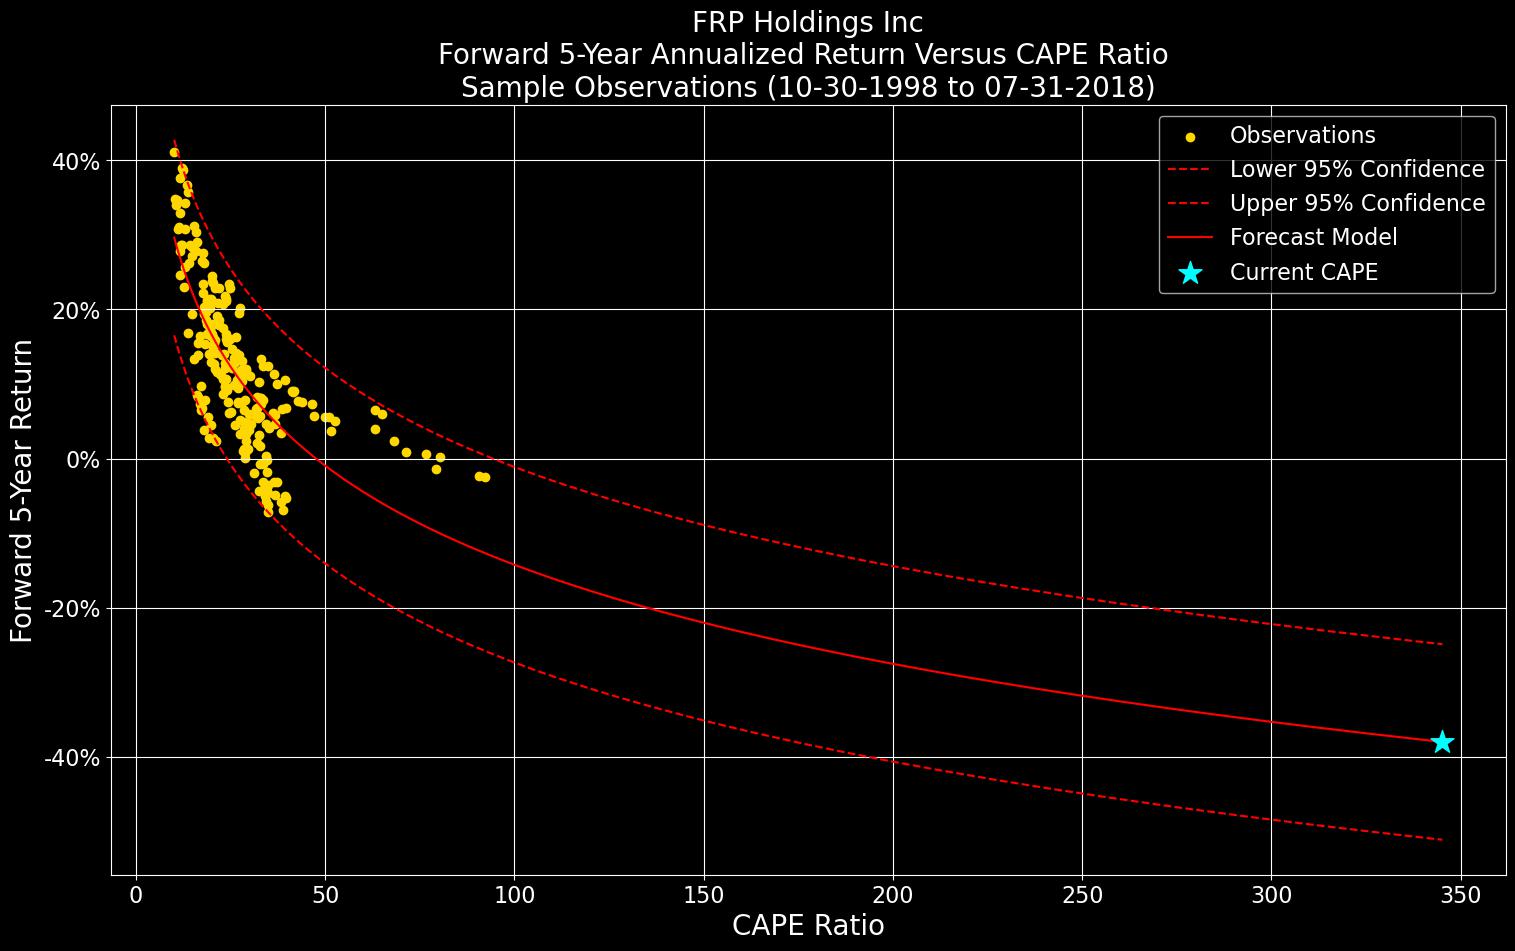 FRP Holdings Inc
Forward 5-Year Annualized Return Versus CAPE Ratio
Sample Observations (10-30-1998 to 07-31-2018)
Observations
Lower 95% Confidence
Upper 95% Confidence
Forecast Model
Current CAPE
Forward 5-Year Return
40%
20%
0%
-20%
-40%
0 50 100 150 200 250 300 350
CAPE Ratio